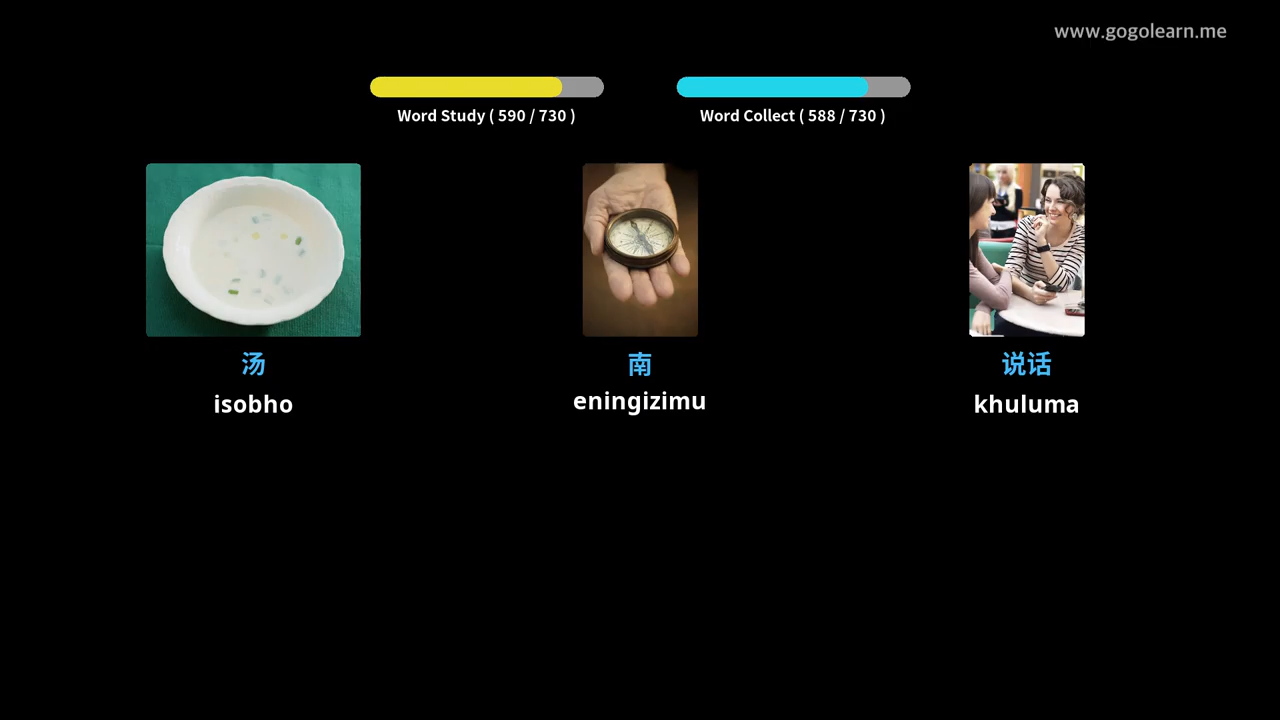 www.gogolearn.me
Word Study ( 590 / 730 )
Word Collect ( 588 / 730 )
汤
南
说话
isobho
eningizimu
khuluma